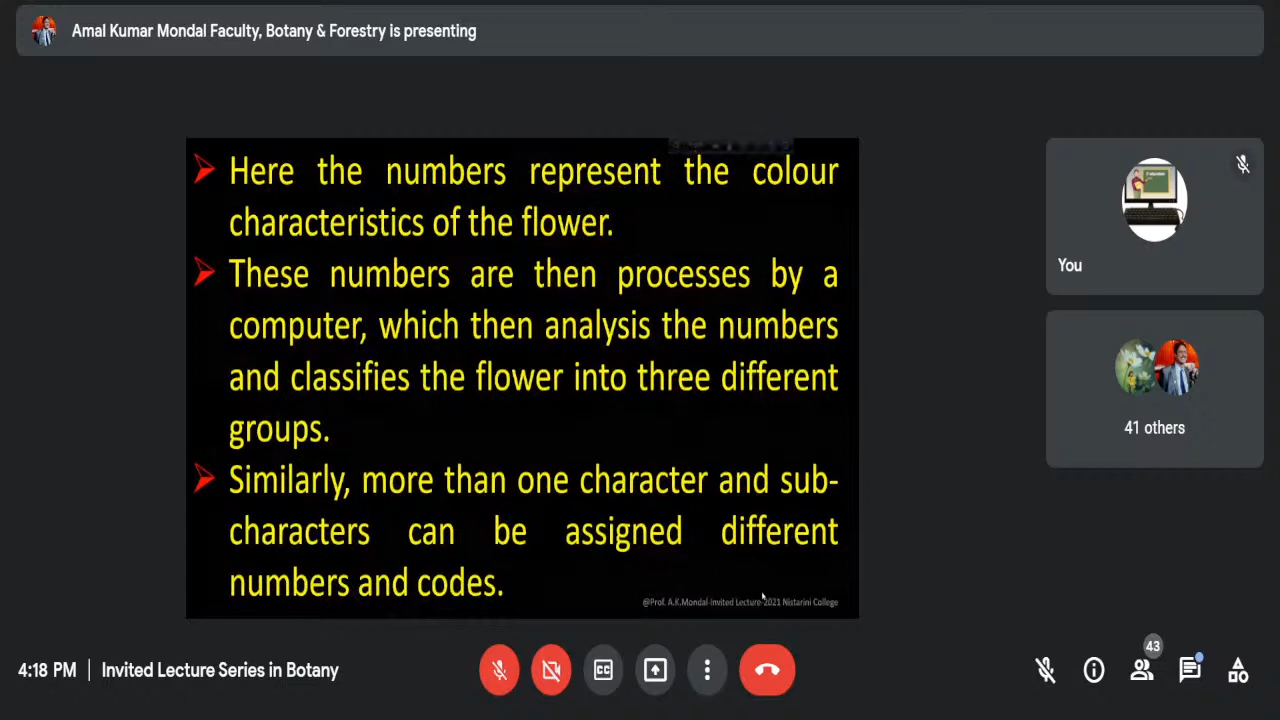 Amal Kumar Mondal Faculty, Botany & Forestry is presenting
Here the numbers represent the colour
characteristics of the flower.
These numbers are then processes by a
computer, which then analysis the numbers
and classifies the flower into three different
groups.
Similarly, more than one character and sub-
characters can be assigned different
numbers and codes.
@Prof. A.K.Mondal-Invited Lecture-2021 Nistarini College
You
41 others
4:18 PM | Invited Lecture Series in Botany
43